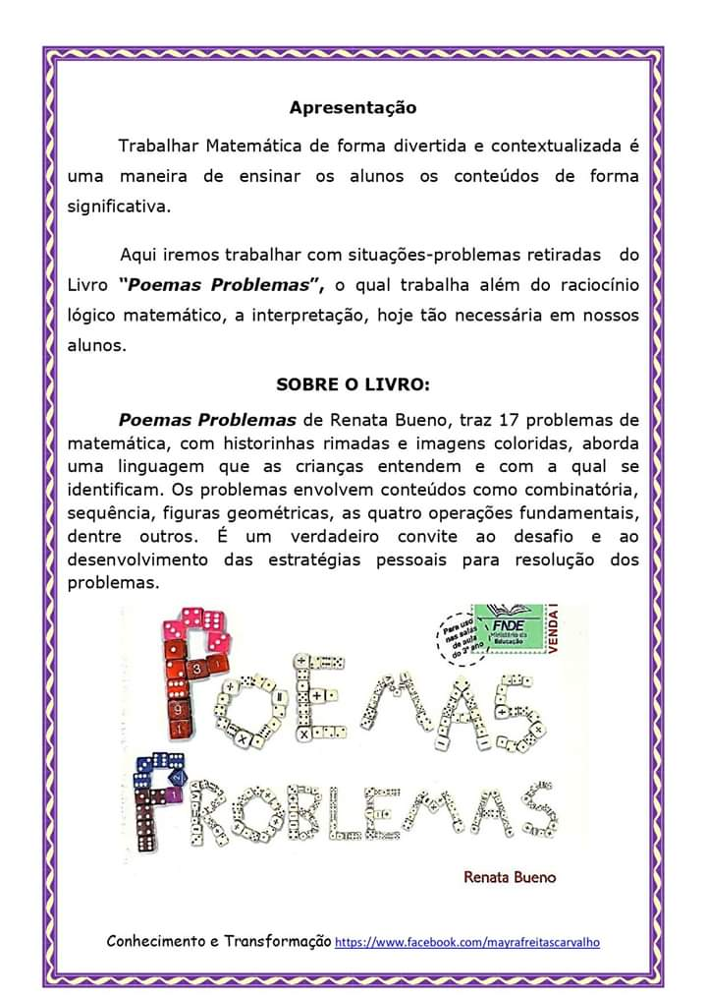 Apresentação
Trabalhar Matemática de forma divertida e contextualizada é
uma maneira de ensinar os alunos os conteúdos de forma
significativa.
Aqui iremos trabalhar com situações-problemas retiradas do
Livro “Poemas Problemas”, o qual trabalha além do raciocínio
lógico matemático, a interpretação, hoje tão necessária em nossos
alunos.
SOBRE O LIVRO:
Poemas Problemas de Renata Bueno, traz 17 problemas de
matemática, com historinhas rimadas e imagens coloridas, aborda
uma linguagem que as crianças entendem e com a qual se
identificam. Os problemas envolvem conteúdos como combinatória,
sequência, figuras geométricas, as quatro operações fundamentais,
dentre outros. É um verdadeiro convite ao desafio e ao
desenvolvimento das estratégias pessoais para resolução dos
problemas.
Para uso
nas salas
de aula
do 3º ano
FNDE
Ministério da
Educação
VENDA
POEMAS
PROBLEMAS
Renata Bueno
Conhecimento e Transformação https://www.facebook.com/mayrafreitascarvalho